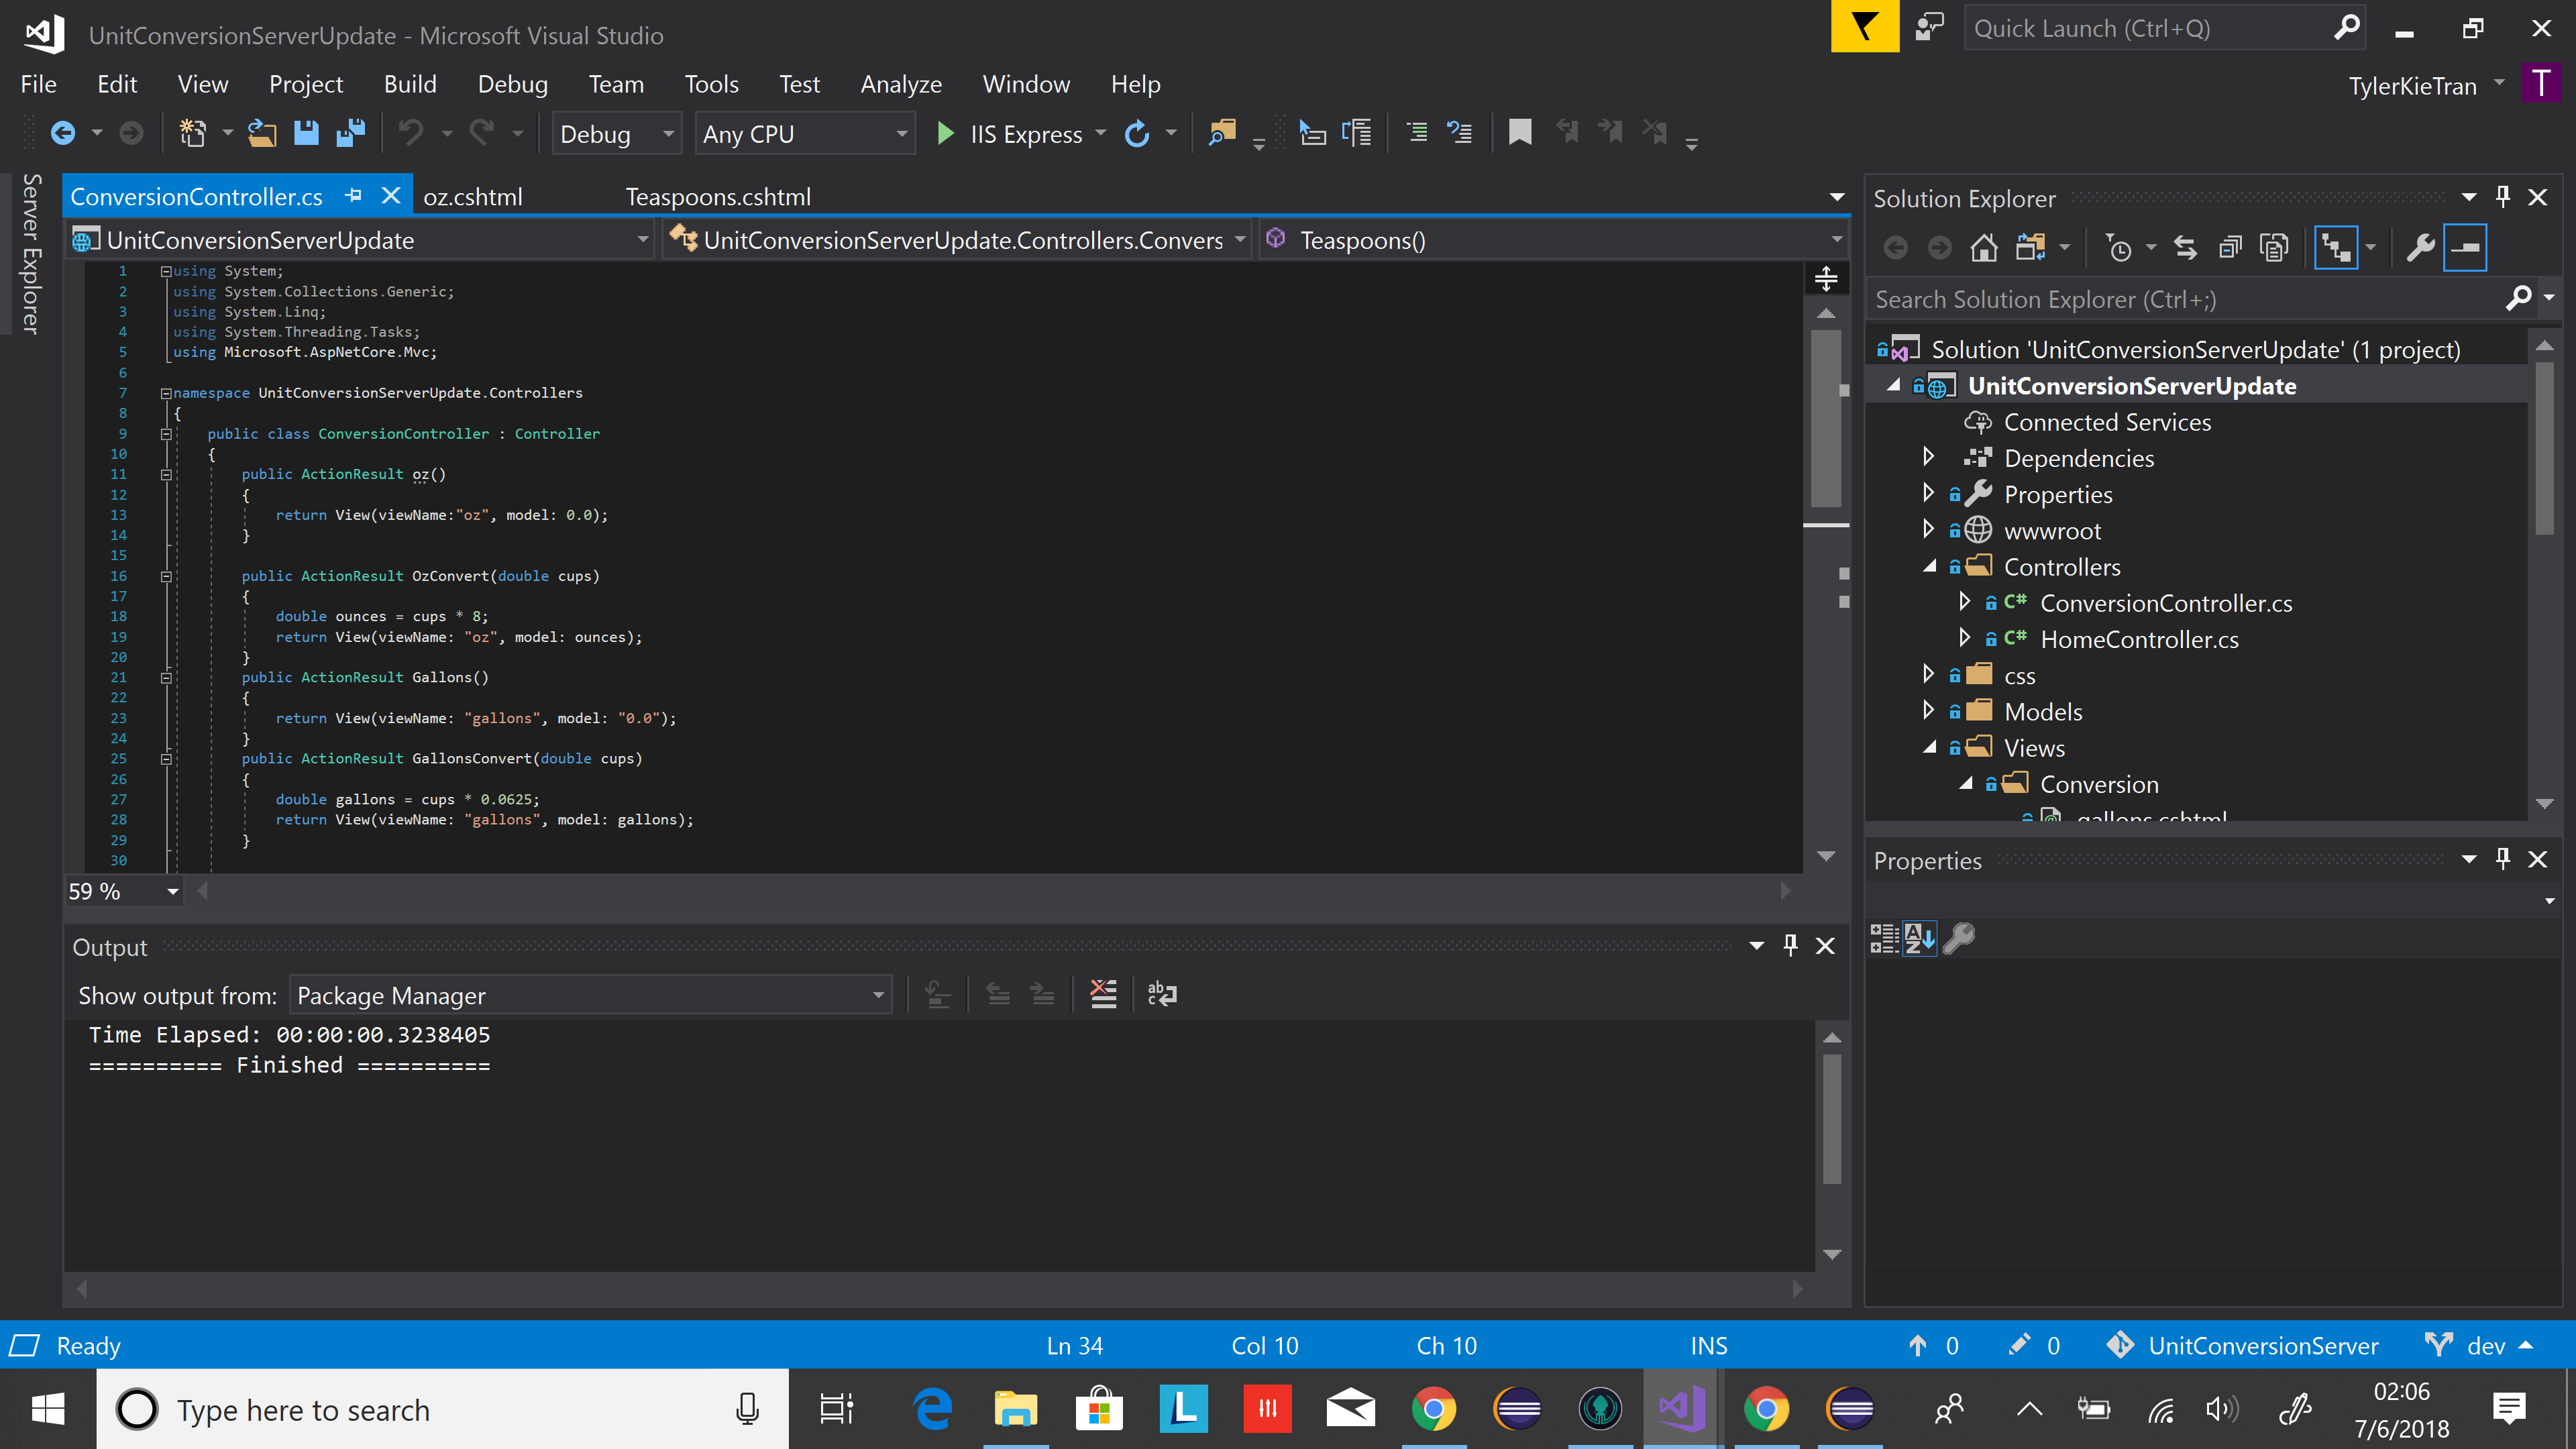 UnitConversionServerUpdate - Microsoft Visual Studio
Quick Launch (Ctrl+Q)
File Edit View Project Build Debug Team Tools Test Analyze Window Help
TylerKieTran T
Debug Any CPU IIS Express
Server Explorer
ConversionController.cs oz.cshtml Teaspoons.cshtml
UnitConversionServerUpdate UnitConversionServerUpdate.Controllers.Convers Teaspoons()
1 using System;
2 using System.Collections.Generic;
3 using System.Linq;
4 using System.Threading.Tasks;
5 using Microsoft.AspNetCore.Mvc;
6
7 namespace UnitConversionServerUpdate.Controllers
8 {
9 public class ConversionController : Controller
10 {
11 public ActionResult oz()
12 {
13 return View(viewName:"oz", model: 0.0);
14 }
15
16 public ActionResult OzConvert(double cups)
17 {
18 double ounces = cups * 8;
19 return View(viewName: "oz", model: ounces);
20 }
21 public ActionResult Gallons()
22 {
23 return View(viewName: "gallons", model: "0.0");
24 }
25 public ActionResult GallonsConvert(double cups)
26 {
27 double gallons = cups * 0.0625;
28 return View(viewName: "gallons", model: gallons);
29 }
30
59 %
Output
Show output from: Package Manager
Time Elapsed: 00:00:00.3238405
========== Finished ==========
Solution Explorer
Search Solution Explorer (Ctrl+;)
Solution 'UnitConversionServerUpdate' (1 project)
UnitConversionServerUpdate
Connected Services
Dependencies
Properties
wwwroot
Controllers
C# ConversionController.cs
C# HomeController.cs
css
Models
Views
Conversion
gallons.cshtml
Properties
Ready Ln 34 Col 10 Ch 10 INS 0 0 UnitConversionServer dev
Type here to search
02:06
7/6/2018